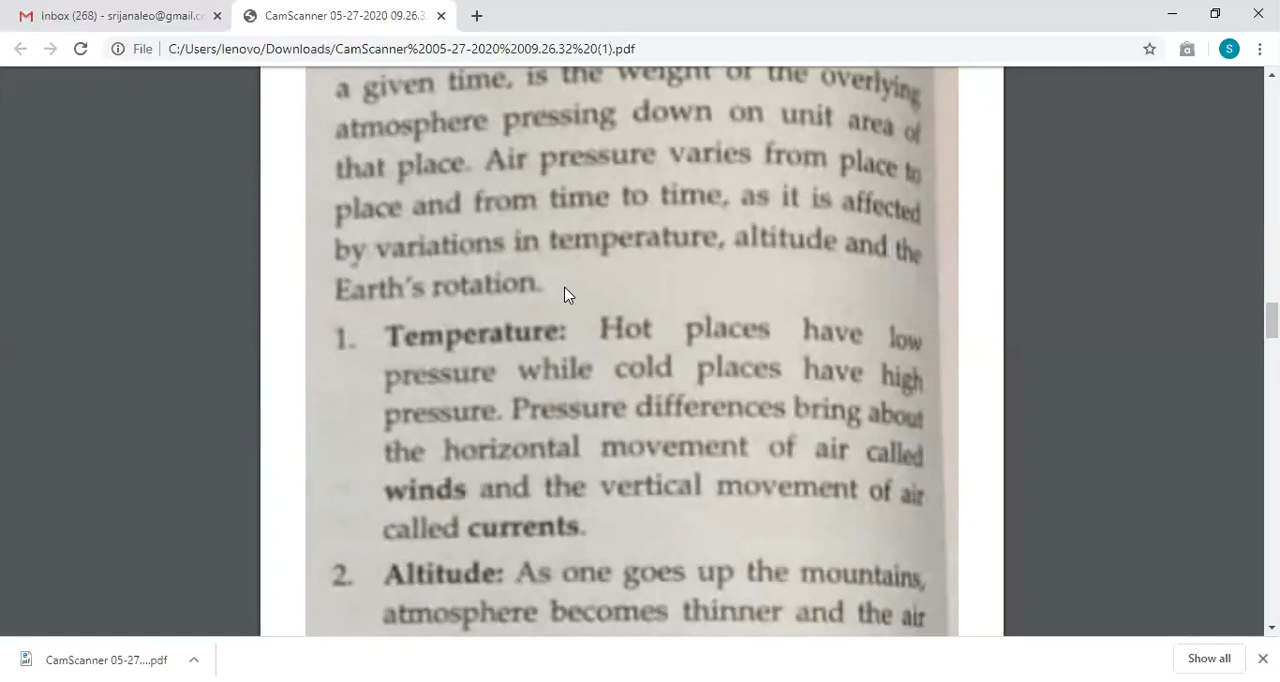 Inbox (268) - srijanaleo@gmail.cc
CamScanner 05-27-2020 09.26.3
File
C:/Users/lenovo/Downloads/CamScanner%2005-27-2020%2009.26.32%20(1).pdf
S
a given time, is the weight of the overlying
atmosphere pressing down on unit area of
that place. Air pressure varies from place to
place and from time to time, as it is affected
by variations in temperature, altitude and the
Earth's rotation.
1. Temperature: Hot places have low
pressure while cold places have high
pressure. Pressure differences bring about
the horizontal movement of air called
winds and the vertical movement of air
called currents.
2. Altitude: As one goes up the mountains,
atmosphere becomes thinner and the air
CamScanner 05-27....pdf
Show all